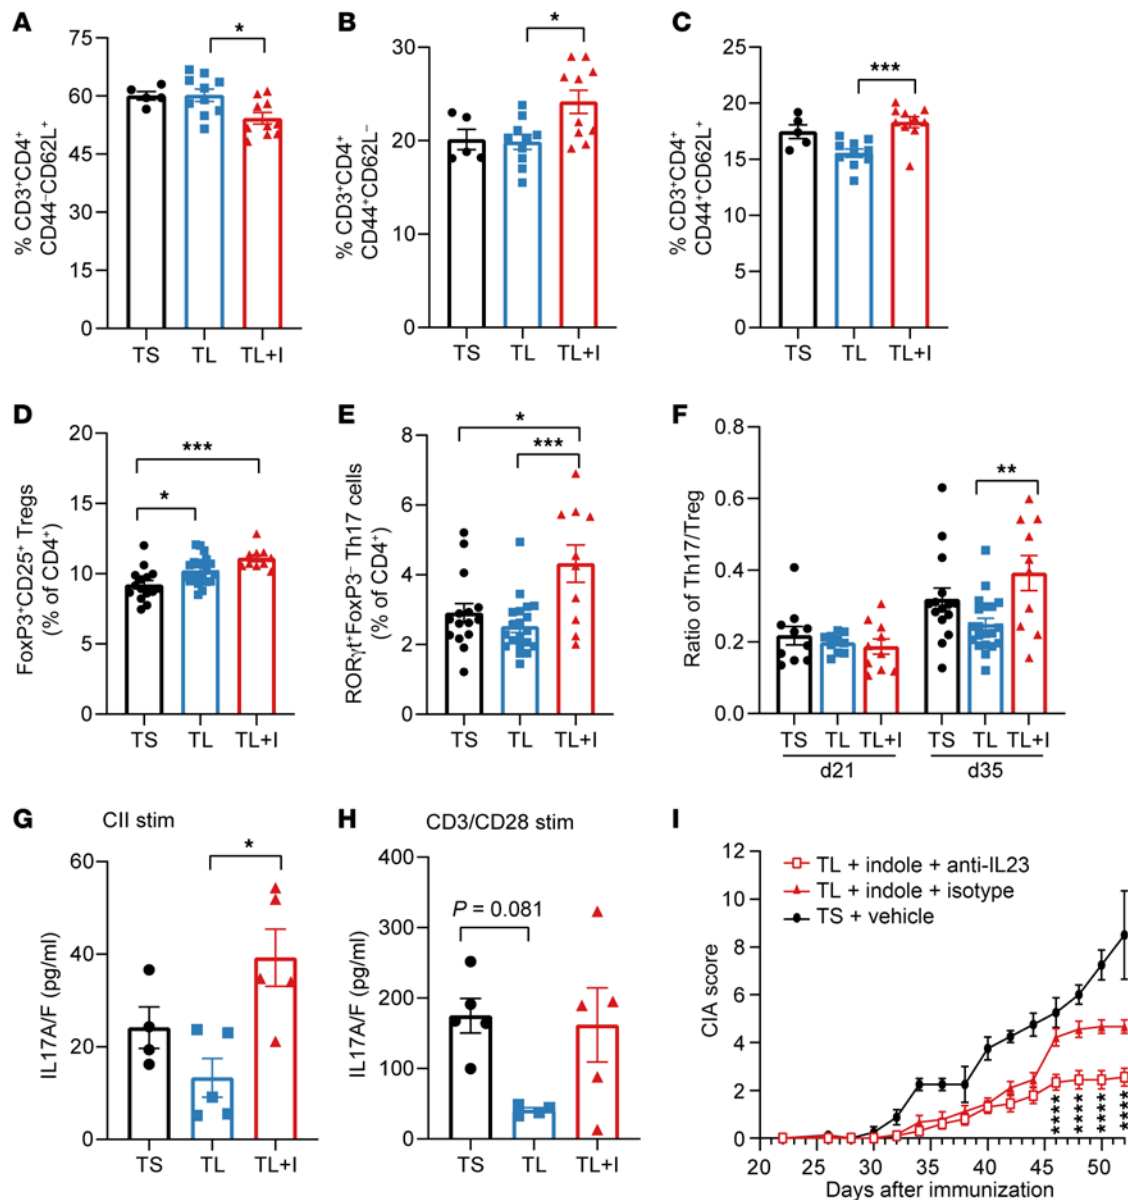 A
% CD3⁺CD4⁺
CD44⁻CD62L⁺
75
60
45
30
15
0
*
TS TL TL+I
B
% CD3⁺CD4⁺
CD44⁺CD62L⁻
30
20
10
0
*
TS TL TL+I
C
% CD3⁺CD4⁺
CD44⁺CD62L⁺
25
20
15
10
5
0
***
TS TL TL+I
D
FoxP3⁺CD25⁺ Tregs
(% of CD4⁺)
20
15
10
5
0
***
*
TS TL TL+I
E
RORγt⁺FoxP3⁻ Th17 cells
(% of CD4⁺)
8
6
4
2
0
*
***
TS TL TL+I
F
Ratio of Th17/Treg
0.8
0.6
0.4
0.2
0.0
**
TS TL TL+I TS TL TL+I
d21 d35
G
CII stim
IL17A/F (pg/ml)
60
40
20
0
*
TS TL TL+I
H
CD3/CD28 stim
IL17A/F (pg/ml)
400
300
200
100
0
P = 0.081
TS TL TL+I
I
CIA score
12
10
8
6
4
2
0
TL + indole + anti-IL23
TL + indole + isotype
TS + vehicle
**** **** **** ****
20 25 30 35 40 45 50
Days after immunization